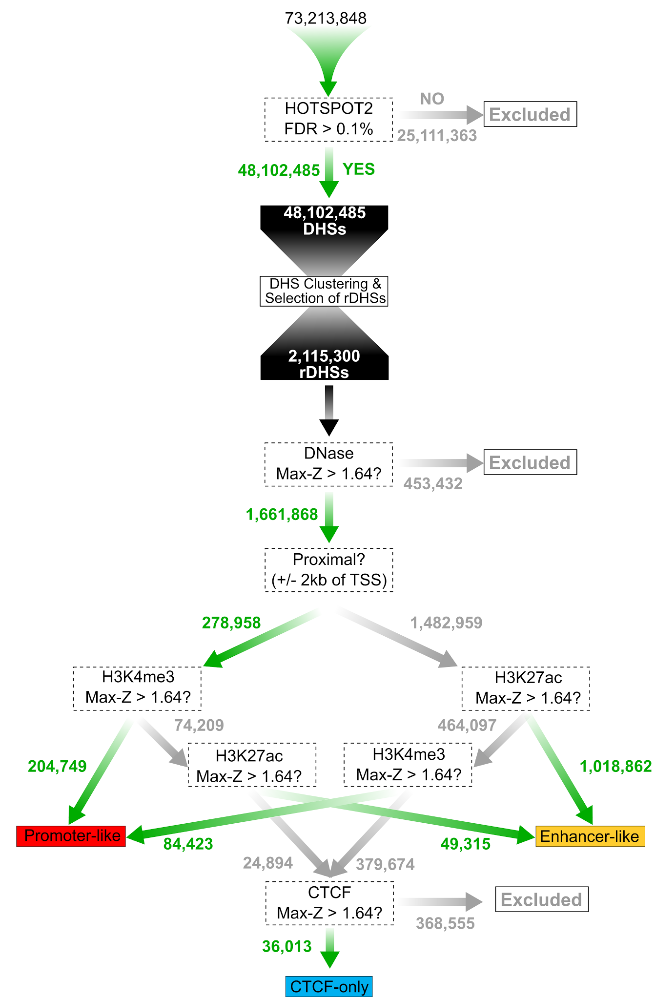 73,213,848
HOTSPOT2
FDR > 0.1%
NO
25,111,363
Excluded
48,102,485
YES
48,102,485
DHSs
DHS Clustering &
Selection of rDHSs
2,115,300
rDHSs
DNase
Max-Z > 1.64?
453,432
Excluded
1,661,868
Proximal?
(+/- 2kb of TSS)
278,958
1,482,959
H3K4me3
Max-Z > 1.64?
H3K27ac
Max-Z > 1.64?
74,209
464,097
204,749
H3K27ac
Max-Z > 1.64?
H3K4me3
Max-Z > 1.64?
1,018,862
Promoter-like
84,423
49,315
Enhancer-like
24,894
379,674
CTCF
Max-Z > 1.64?
368,555
Excluded
36,013
CTCF-only